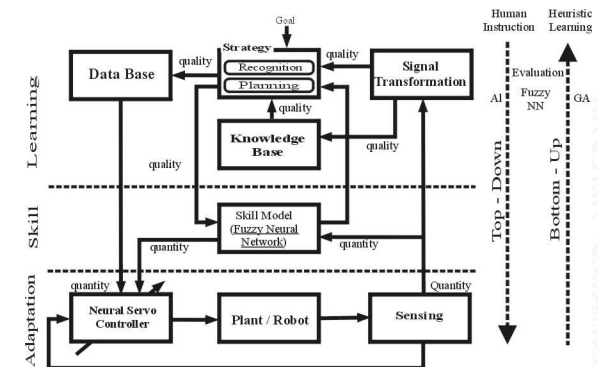 Goal
Human
Instruction
Heuristic
Learning
Strategy
Recognition
Planning
quality
quality
Data Base
Signal
Transformation
Evaluation
Fuzzy
NN
AI
GA
quality
Knowledge
Base
quality
quality
Learning
Top - Down
Bottom - Up
Skill
Skill Model
(Fuzzy Neural
Network)
quantity
quantity
quantity
Quantity
Adaptation
Neural Servo
Controller
Plant / Robot
Sensing